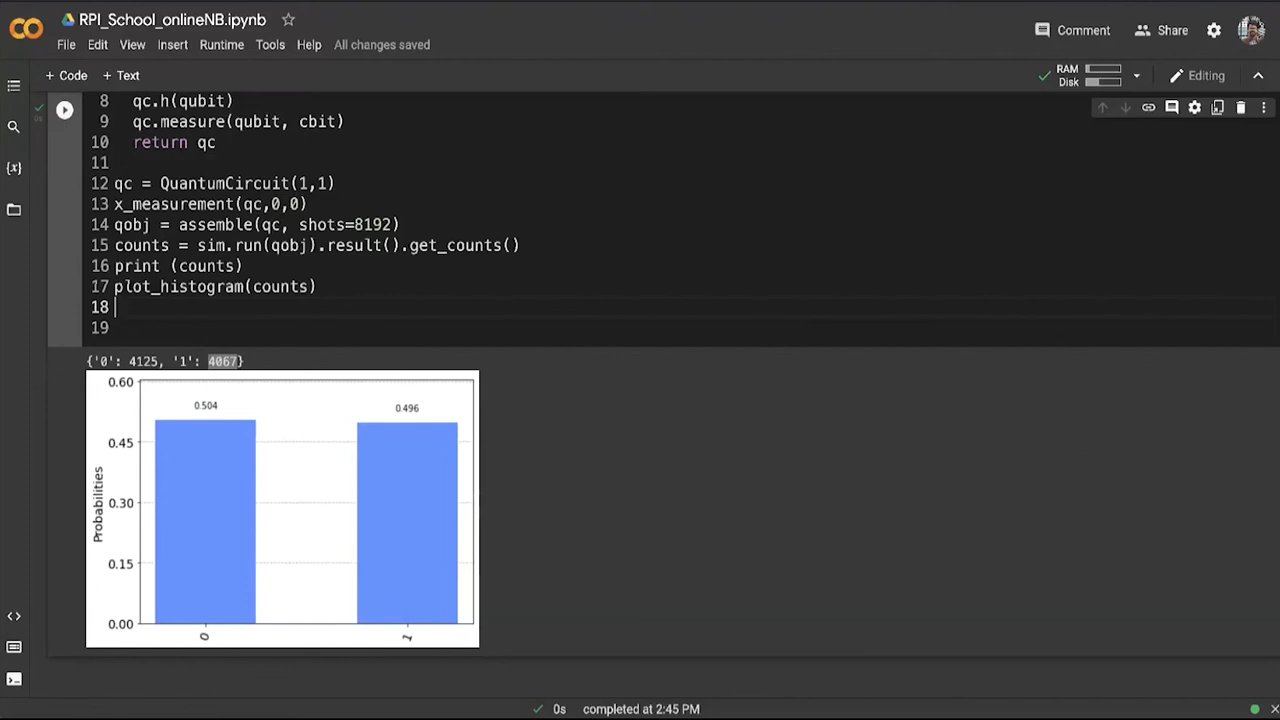 RPI_School_onlineNB.ipynb
Comment
Share
File Edit View Insert Runtime Tools Help All changes saved
+ Code + Text
RAM
Disk
Editing
8 qc.h(qubit)
9 qc.measure(qubit, cbit)
10 return qc
11
12 qc = QuantumCircuit(1,1)
13 x_measurement(qc,0,0)
14 qobj = assemble(qc, shots=8192)
15 counts = sim.run(qobj).result().get_counts()
16 print (counts)
17 plot_histogram(counts)
18
19
{'0': 4125, '1': 4067}
0.60
0.504
0.496
0.45
0.30
0.15
0.00
Probabilities
0
1
0s completed at 2:45 PM